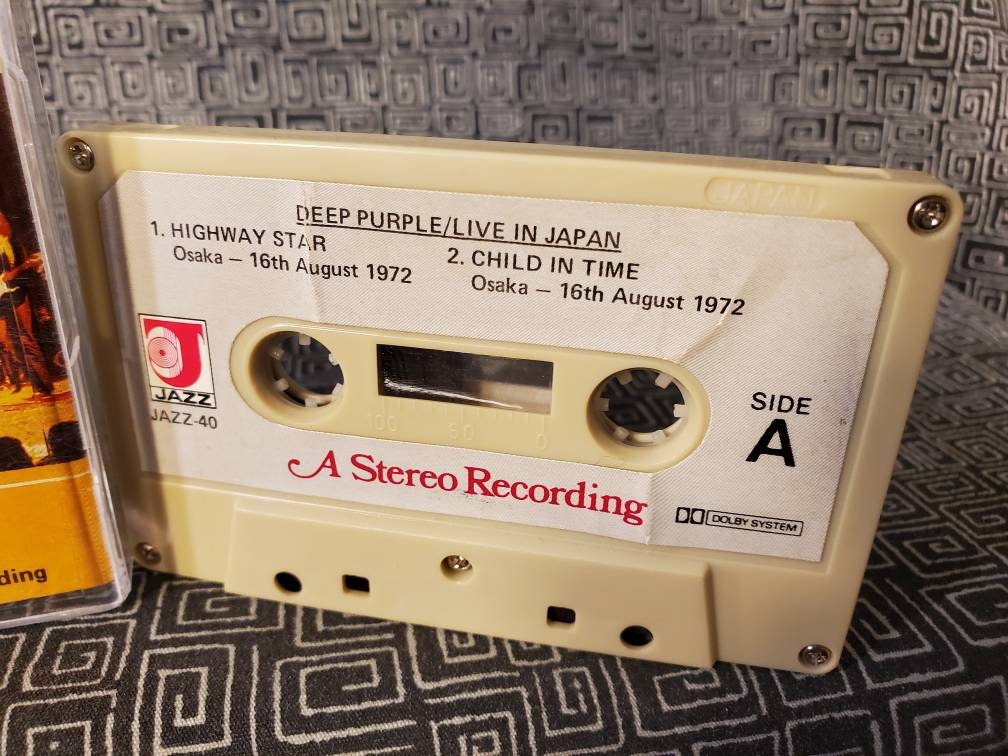 JAPAN
DEEP PURPLE/LIVE IN JAPAN
1. HIGHWAY STAR
Osaka – 16th August 1972
2. CHILD IN TIME
Osaka – 16th August 1972
J
JAZZ
JAZZ-40
100 50 0
SIDE
A
A Stereo Recording
DOLBY SYSTEM
ding